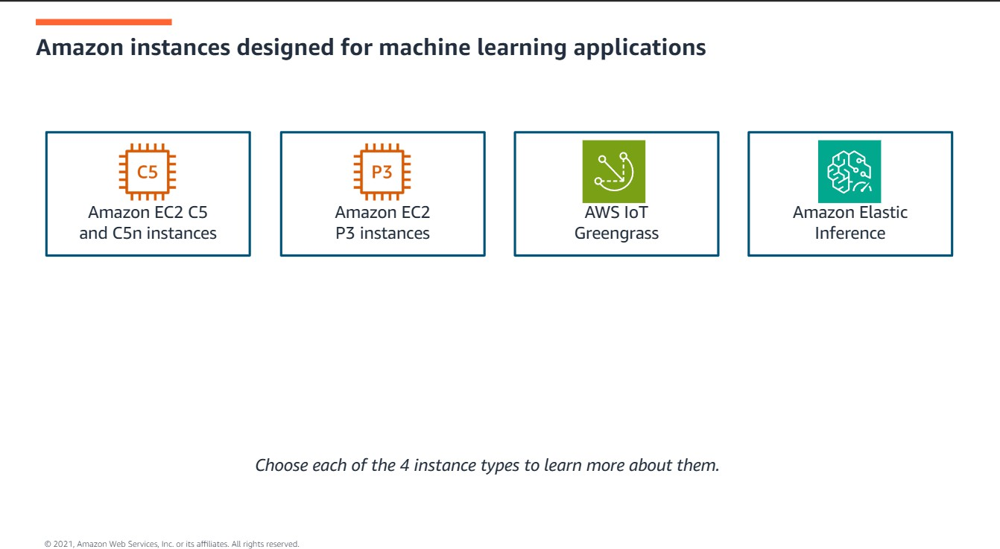 Amazon instances designed for machine learning applications
C5
Amazon EC2 C5
and C5n instances
P3
Amazon EC2
P3 instances
AWS IoT
Greengrass
Amazon Elastic
Inference
Choose each of the 4 instance types to learn more about them.
© 2021, Amazon Web Services, Inc. or its affiliates. All rights reserved.